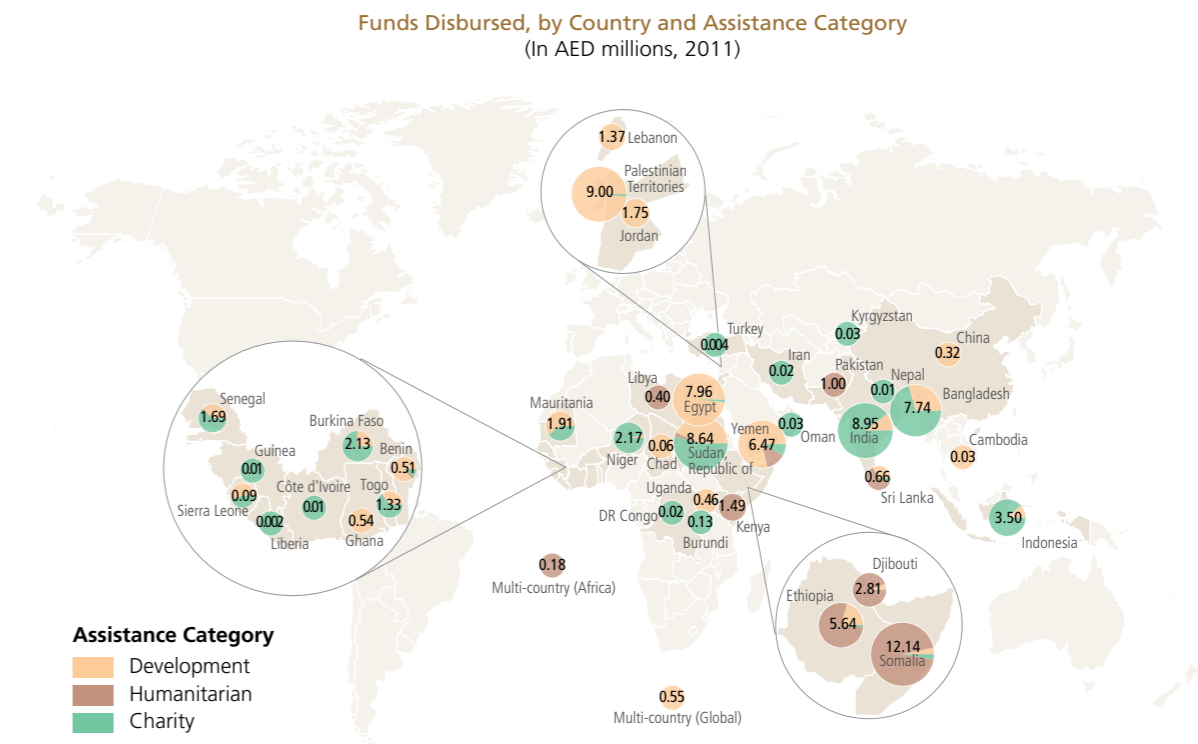 Funds Disbursed, by Country and Assistance Category
(In AED millions, 2011)
1.37 Lebanon
Palestinian
Territories
9.00
1.75
Jordan
Turkey
0.004
Kyrgyzstan
0.03
China
0.32
Iran
0.02
Pakistan
1.00
Nepal
0.01
Bangladesh
7.74
Libya
0.40
7.96
Egypt
Mauritania
1.91
Yemen
6.47
0.03
Oman
8.95
India
2.17
Niger
0.06
Chad
8.64
Sudan,
Republic of
Cambodia
0.03
0.66
Sri Lanka
Uganda
0.46
1.49
Kenya
DR Congo
0.02
0.13
Burundi
3.50
Indonesia
Senegal
1.69
Burkina Faso
2.13
Benin
0.51
Guinea
0.01
Côte d'Ivoire
0.01
Togo
1.33
0.09
Sierra Leone
0.002
Liberia
0.54
Ghana
0.18
Multi-country (Africa)
Djibouti
2.81
Ethiopia
5.64
12.14
Somalia
Assistance Category
Development
Humanitarian
Charity
0.55
Multi-country (Global)